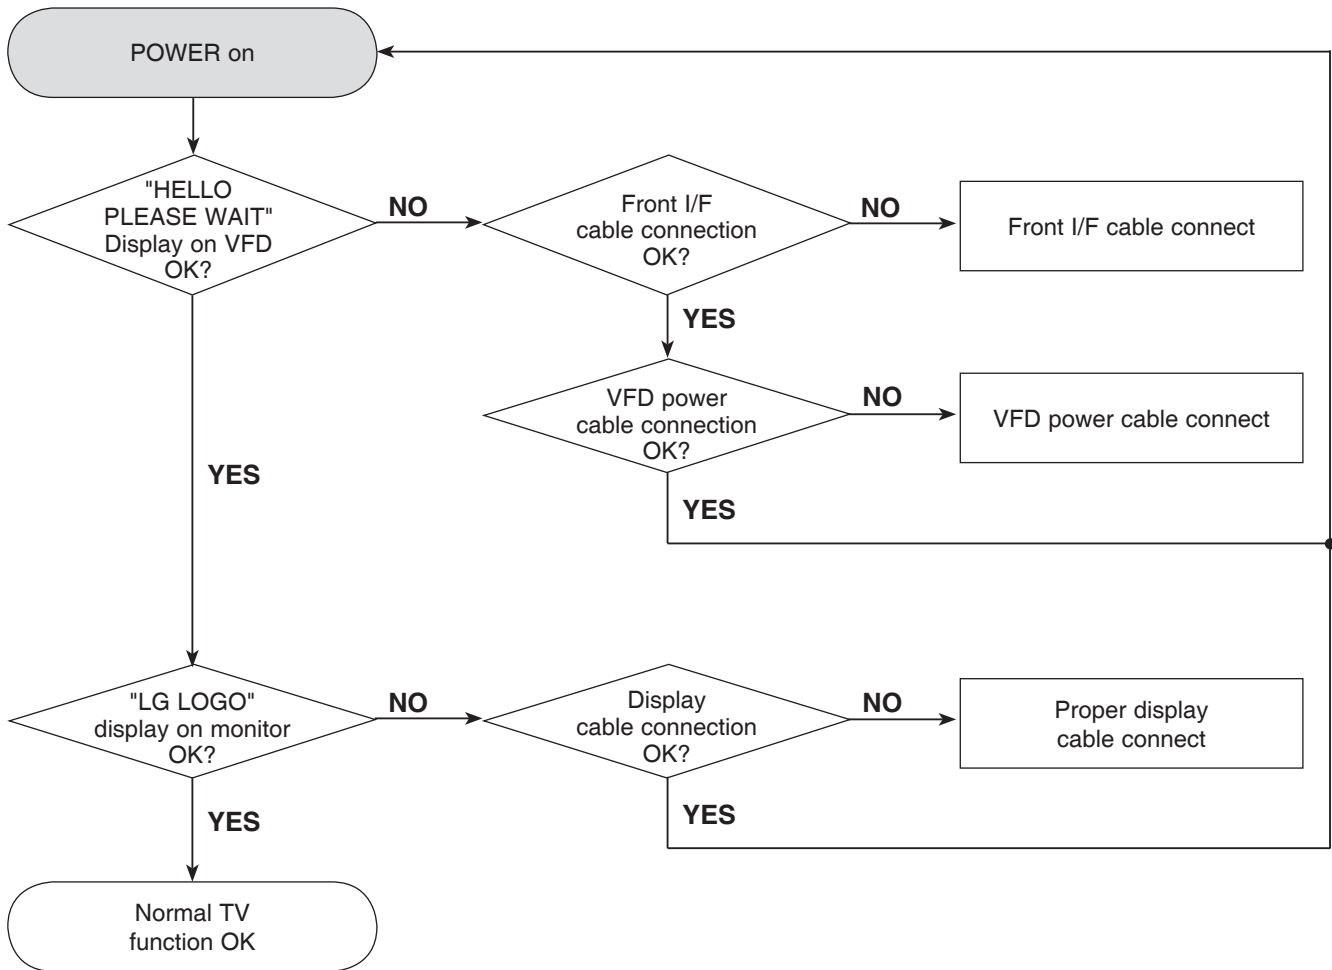 POWER on
"HELLO
PLEASE WAIT"
Display on VFD
OK?
NO
Front I/F
cable connection
OK?
NO
Front I/F cable connect
YES
VFD power
cable connection
OK?
NO
VFD power cable connect
YES
YES
"LG LOGO"
display on monitor
OK?
NO
Display
cable connection
OK?
NO
Proper display
cable connect
YES
YES
Normal TV
function OK